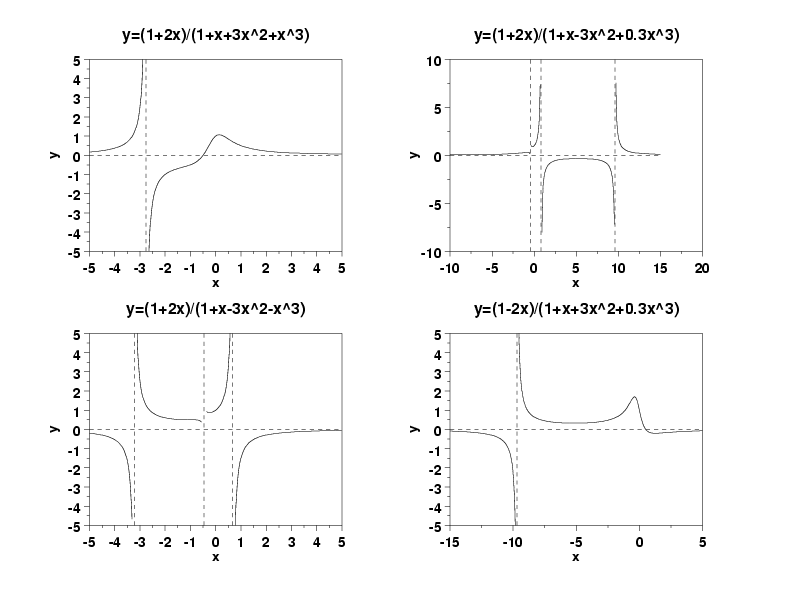 y=(1+2x)/(1+x+3x^2+x^3)
5
4
3
2
1
0
-1
-2
-3
-4
-5
y
-5 -4 -3 -2 -1 0 1 2 3 4 5
x
y=(1+2x)/(1+x-3x^2+0.3x^3)
10
5
0
-5
-10
y
-10 -5 0 5 10 15 20
x
y=(1+2x)/(1+x-3x^2-x^3)
5
4
3
2
1
0
-1
-2
-3
-4
-5
y
-5 -4 -3 -2 -1 0 1 2 3 4 5
x
y=(1-2x)/(1+x+3x^2+0.3x^3)
5
4
3
2
1
0
-1
-2
-3
-4
-5
y
-15 -10 -5 0 5
x